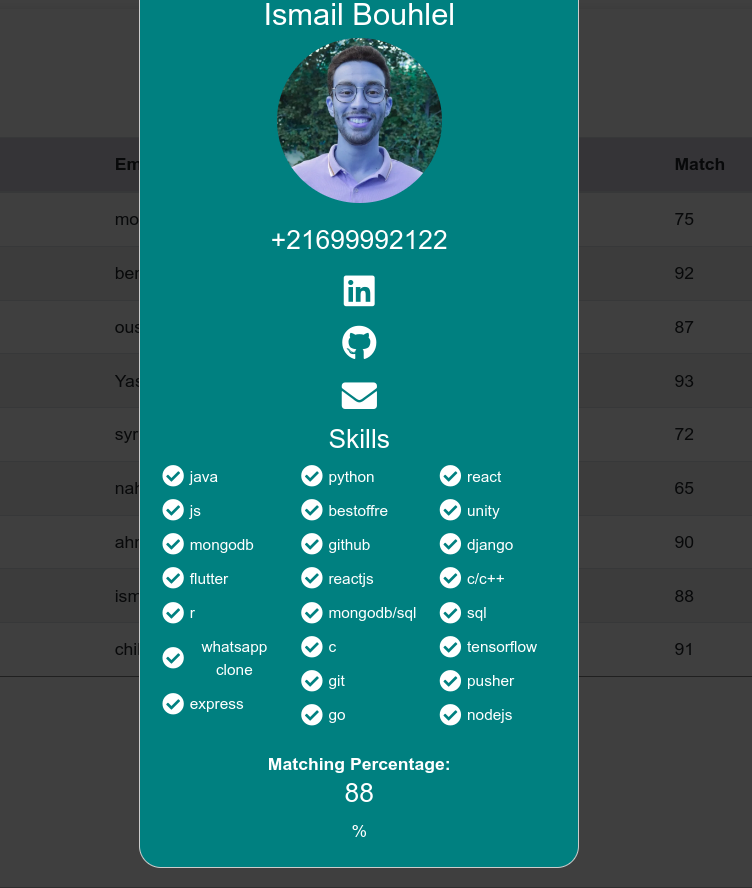 Ismail Bouhlel
Em Match
mo 75
ber 92
ous 87
Yas 93
syr 72
nah 65
ahr 90
ism 88
chi 91
+21699992122
in
Skills
java python react
js bestoffre unity
mongodb github django
flutter reactjs c/c++
r mongodb/sql sql
whatsapp clone c tensorflow
express git pusher
go nodejs
Matching Percentage:
88
%